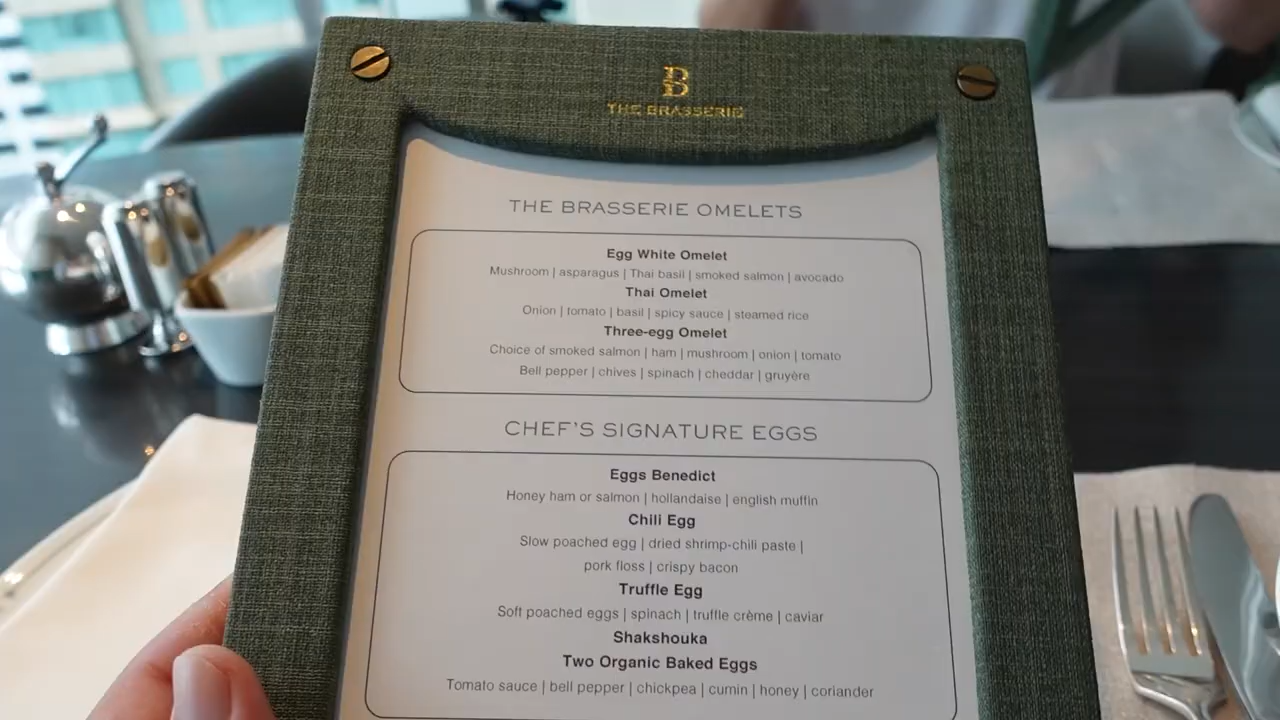 B
B
THE BRASSERIE
THE BRASSERIE OMELETS
Egg White Omelet
Mushroom | asparagus | Thai basil | smoked salmon | avocado
Thai Omelet
Onion | tomato | basil | spicy sauce | steamed rice
Three-egg Omelet
Choice of smoked salmon | ham | mushroom | onion | tomato
Bell pepper | chives | spinach | cheddar | gruyère
CHEF'S SIGNATURE EGGS
Eggs Benedict
Honey ham or salmon | hollandaise | english muffin
Chili Egg
Slow poached egg | dried shrimp-chili paste |
pork floss | crispy bacon
Truffle Egg
Soft poached eggs | spinach | truffle crème | caviar
Shakshouka
Two Organic Baked Eggs
Tomato sauce | bell pepper | chickpea | | honey | coriander